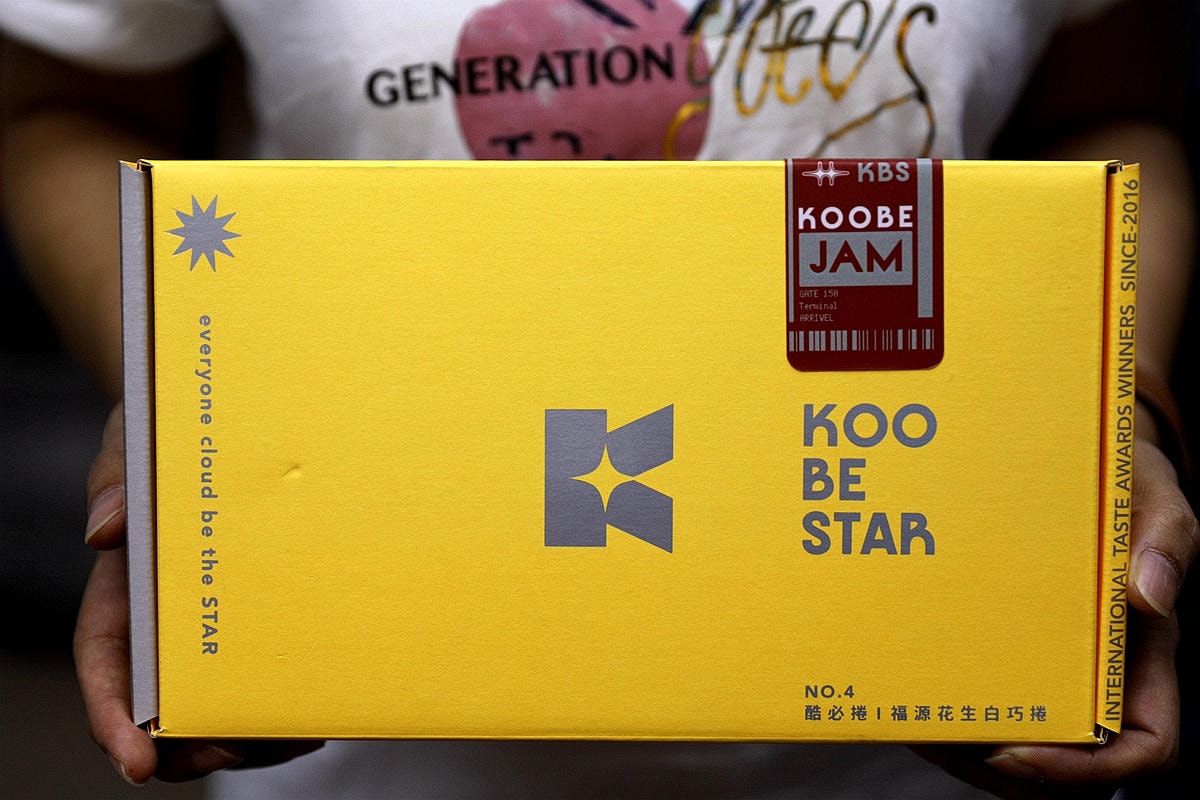 GENERATION
KBS
KOOBE
JAM
GATE 150
Terminal
ARRIVEL
everyone cloud be the STAR
KOO
BE
STAR
NO.4
酷必捲 | 福源花生白巧捲
INTERNATIONAL TASTE AWARDS WINNERS SINCE-2016